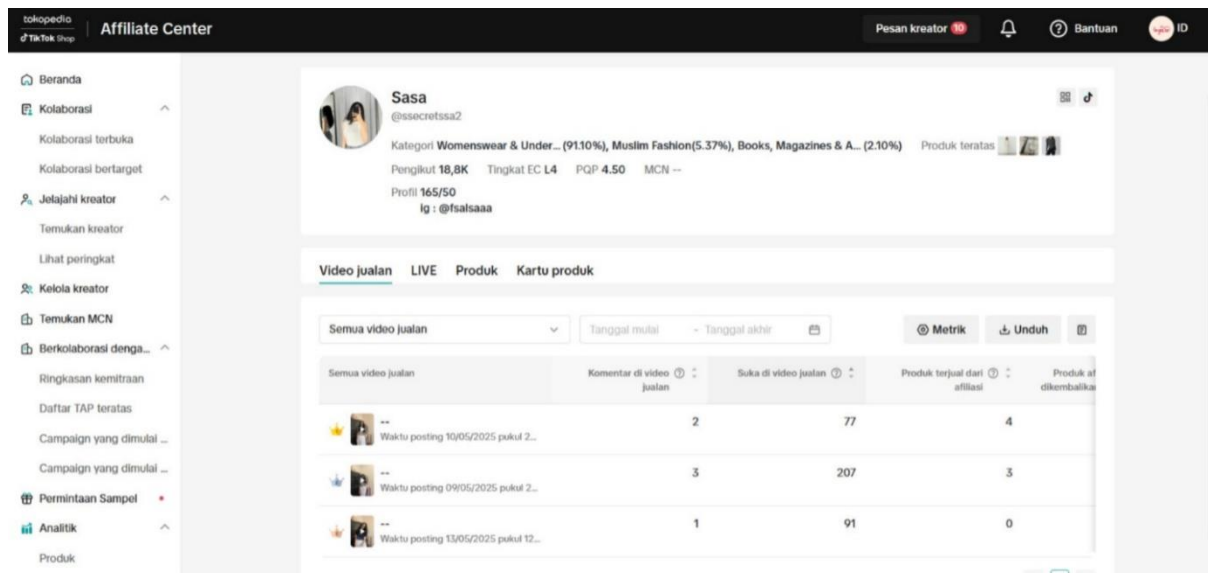 tokopedia
TikTok Shop
Affiliate Center
Pesan kreator 10
Bantuan
ID
Beranda
Kolaborasi
Kolaborasi terbuka
Kolaborasi bertarget
Jelajahi kreator
Temukan kreator
Lihat peringkat
Kelola kreator
Temukan MCN
Berkolaborasi denga...
Ringkasan kemitraan
Daftar TAP teratas
Campaign yang dimulai ...
Campaign yang dimulai ...
Permintaan Sampel
Analitik
Produk
Sasa
@ssecretssa2
Kategori Womenswear & Under... (91.10%), Muslim Fashion(5.37%), Books, Magazines & A... (2.10%) Produk teratas
Pengikut 18,8K Tingkat EC L4 PQP 4.50 MCN --
Profil 165/50
ig : @fsalsaaa
Video jualan LIVE Produk Kartu produk
Semua video jualan Tanggal mulai - Tanggal akhir Metrik Unduh
Semua video jualan Komentar di video jualan Suka di video jualan Produk terjual dari afiliasi Produk af dikembalika
-- 2 77 4
Waktu posting 10/05/2025 pukul 2...
-- 3 207 3
Waktu posting 09/05/2025 pukul 2...
-- 1 91 0
Waktu posting 13/05/2025 pukul 12...